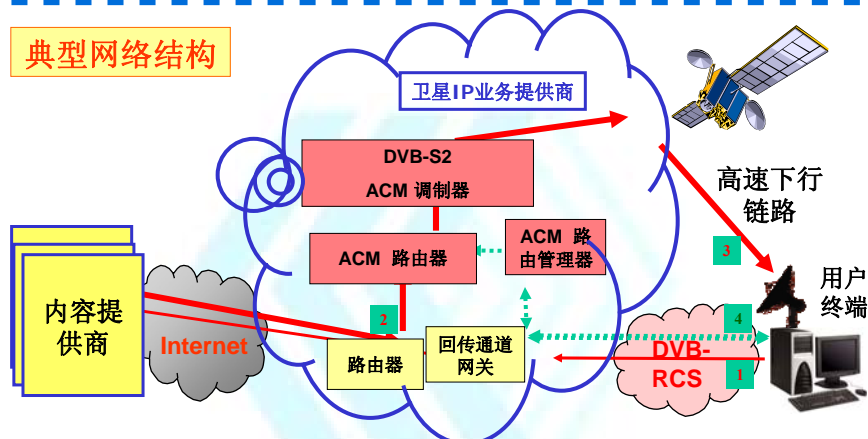 典型网络结构
卫星IP业务提供商
DVB-S2
ACM 调制器
高速下行
链路
3
ACM 路由器
ACM 路
由管理器
内容提
供商
Internet
2
路由器
回传通道
网关
用户
终端
4
DVB-
RCS
1